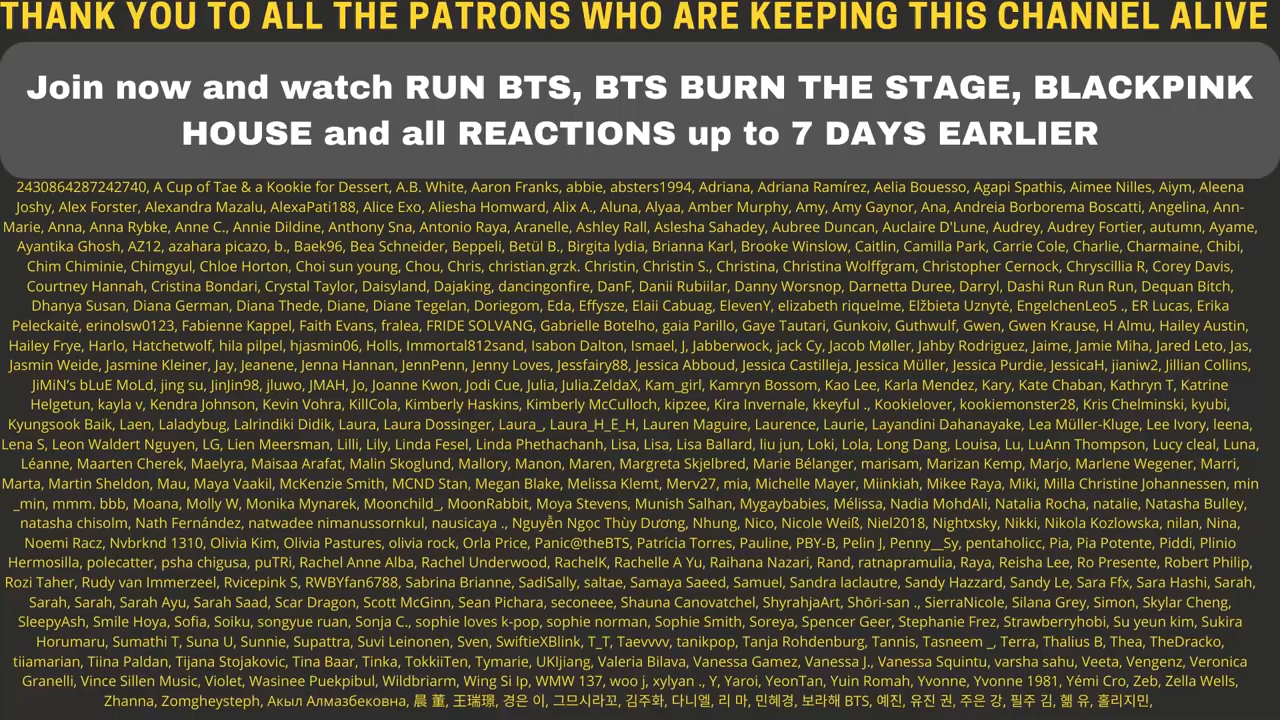 THANK YOU TO ALL THE PATRONS WHO ARE KEEPING THIS CHANNEL ALIVE
Join now and watch RUN BTS, BTS BURN THE STAGE, BLACKPINK
HOUSE and all REACTIONS up to 7 DAYS EARLIER
2430864287242740, A Cup of Tae & a Kookie for Dessert, A.B. White, Aaron Franks, abbie, absters1994, Adriana, Adriana Ramírez, Aelia Bouesso, Agapi Spathis, Aimee Nilles, Aiym, Aleena
Joshy, Alex Forster, Alexandra Mazalu, AlexaPati188, Alice Exo, Aliesha Homward, Alix A., Aluna, Alyaa, Amber Murphy, Amy, Amy Gaynor, Ana, Andreia Borborema Boscatti, Angelina, Ann-
Marie, Anna, Anna Rybke, Anne C., Annie Dildine, Anthony Sna, Antonio Raya, Aranelle, Ashley Rall, Aslesha Sahadey, Aubree Duncan, Auclaire D'Lune, Audrey, Audrey Fortier, autumn, Ayame,
Ayantika Ghosh, AZ12, azahara picazo, b., Baek96, Bea Schneider, Beppeli, Betül B., Birgita lydia, Brianna Karl, Brooke Winslow, Caitlin, Camilla Park, Carrie Cole, Charlie, Charmaine, Chibi,
Chim Chiminie, Chimgyul, Chloe Horton, Choi sun young, Chou, Chris, christian.grzk. Christin, Christin S., Christina, Christina Wolffgram, Christopher Cernock, Chryscillia R, Corey Davis,
Courtney Hannah, Cristina Bondari, Crystal Taylor, Daisyland, Dajaking, dancingonfire, DanF, Danii Rubiilar, Danny Worsnop, Darnetta Duree, Darryl, Dashi Run Run Run, Dequan Bitch,
Dhanya Susan, Diana German, Diana Thede, Diane, Diane Tegelan, Doriegom, Eda, Effysze, Elaii Cabuag, ElevenY, elizabeth riquelme, Elžbieta Uznytė, EngelchenLeo5 ., ER Lucas, Erika
Peleckaitė, erinolsw0123, Fabienne Kappel, Faith Evans, fralea, FRIDE SOLVANG, Gabrielle Botelho, gaia Parillo, Gaye Tautari, Gunkoiv, Guthwulf, Gwen, Gwen Krause, H Almu, Hailey Austin,
Hailey Frye, Harlo, Hatchetwolf, hila pilpel, hjasmin06, Holls, Immortal812sand, Isabon Dalton, Ismael, J, Jabberwock, jack Cy, Jacob Møller, Jahby Rodriguez, Jaime, Jamie Miha, Jared Leto, Jas,
Jasmin Weide, Jasmine Kleiner, Jay, Jeanene, Jenna Hannan, JennPenn, Jenny Loves, Jessfairy88, Jessica Abboud, Jessica Castilleja, Jessica Müller, Jessica Purdie, JessicaH, jianiw2, Jillian Collins,
JiMiN's bLuE MoLd, jing su, JinJin98, jluwo, JMAH, Jo, Joanne Kwon, Jodi Cue, Julia, Julia.ZeldaX, Kam_girl, Kamryn Bossom, Kao Lee, Karla Mendez, Kary, Kate Chaban, Kathryn T, Katrine
Helgetun, kayla v, Kendra Johnson, Kevin Vohra, KillCola, Kimberly Haskins, Kimberly McCulloch, kipzee, Kira Invernale, kkeyful ., Kookielover, kookiemonster28, Kris Chelminski, kyubi,
Kyungsook Baik, Laen, Laladybug, Lalrindiki Didik, Laura, Laura Dossinger, Laura_, Laura_H_E_H, Lauren Maguire, Laurence, Laurie, Layandini Dahanayake, Lea Müller-Kluge, Lee Ivory, leena,
Lena S, Leon Waldert Nguyen, LG, Lien Meersman, Lilli, Lily, Linda Fesel, Linda Phethachanh, Lisa, Lisa, Lisa Ballard, liu jun, Loki, Lola, Long Dang, Louisa, Lu, LuAnn Thompson, Lucy cleal, Luna,
Léanne, Maarten Cherek, Maelyra, Maisaa Arafat, Malin Skoglund, Mallory, Manon, Maren, Margreta Skjelbred, Marie Bélanger, marisam, Marizan Kemp, Marjo, Marlene Wegener, Marri,
Marta, Martin Sheldon, Mau, Maya Vaakil, McKenzie Smith, MCND Stan, Megan Blake, Melissa Klemt, Merv27, mia, Michelle Mayer, Miinkiah, Mikee Raya, Miki, Milla Christine Johannessen, min
_min, mmm. bbb, Moana, Molly W, Monika Mynarek, Moonchild_, MoonRabbit, Moya Stevens, Munish Salhan, Mygaybabies, Mélissa, Nadia MohdAli, Natalia Rocha, natalie, Natasha Bulley,
natasha chisolm, Nath Fernández, natwadee nimanussornkul, nausicaya ., Nguyễn Ngọc Thùy Dương, Nhung, Nico, Nicole Weiß, Niel2018, Nightxsky, Nikki, Nikola Kozlowska, nilan, Nina,
Noemi Racz, Nvbrknd 1310, Olivia Kim, Olivia Pastures, olivia rock, Orla Price, Panic@theBTS, Patrícia Torres, Pauline, PBY-B, Pelin J, Penny__Sy, pentaholicc, Pia, Pia Potente, Piddi, Plinio
Hermosilla, polecatter, psha chigusa, puTRi, Rachel Anne Alba, Rachel Underwood, RachelK, Rachelle A Yu, Raihana Nazari, Rand, ratnapramulia, Raya, Reisha Lee, Ro Presente, Robert Philip,
Rozi Taher, Rudy van Immerzeel, Rvicepink S, RWBYfan6788, Sabrina Brianne, SadiSally, saltae, Samaya Saeed, Samuel, Sandra laclautre, Sandy Hazzard, Sandy Le, Sara Ffx, Sara Hashi, Sarah,
Sarah, Sarah, Sarah Ayu, Sarah Saad, Scar Dragon, Scott McGinn, Sean Pichara, seconeee, Shauna Canovatchel, ShyrahjaArt, Shōri-san ., SierraNicole, Silana Grey, Simon, Skylar Cheng,
SleepyAsh, Smile Hoya, Sofia, Soiku, songyue ruan, Sonja C., sophie loves k-pop, sophie norman, Sophie Smith, Soreya, Spencer Geer, Stephanie Frez, Strawberryhobi, Su yeun kim, Sukira
Horumaru, Sumathi T, Suna U, Sunnie, Supattra, Suvi Leinonen, Sven, SwiftieXBlink, T_T, Taevvvv, tanikpop, Tanja Rohdenburg, Tannis, Tasneem _, Terra, Thalius B, Thea, TheDracko,
tiiamarian, Tiina Paldan, Tijana Stojakovic, Tina Baar, Tinka, TokkiiTen, Tymarie, UKIjiang, Valeria Bilava, Vanessa Gamez, Vanessa J., Vanessa Squintu, varsha sahu, Veeta, Vengenz, Veronica
Granelli, Vince Sillen Music, Violet, Wasinee Puekpibul, Wildbriarm, Wing Si Ip, WMW 137, woo j, xylyan ., Y, Yaroi, YeonTan, Yuin Romah, Yvonne, Yvonne 1981, Yémi Cro, Zeb, Zella Wells,
Zhanna, Zomgheysteph, Акыл Алмазбековна, 晨 董, 王瑞璟, 경은 이, 그므시라꼬, 김주화, 다니엘, 리 마, 민혜경, 보라해 BTS, 예진, 유진 권, 주은 강, 필주 김, 혬 유, 홀리지민,